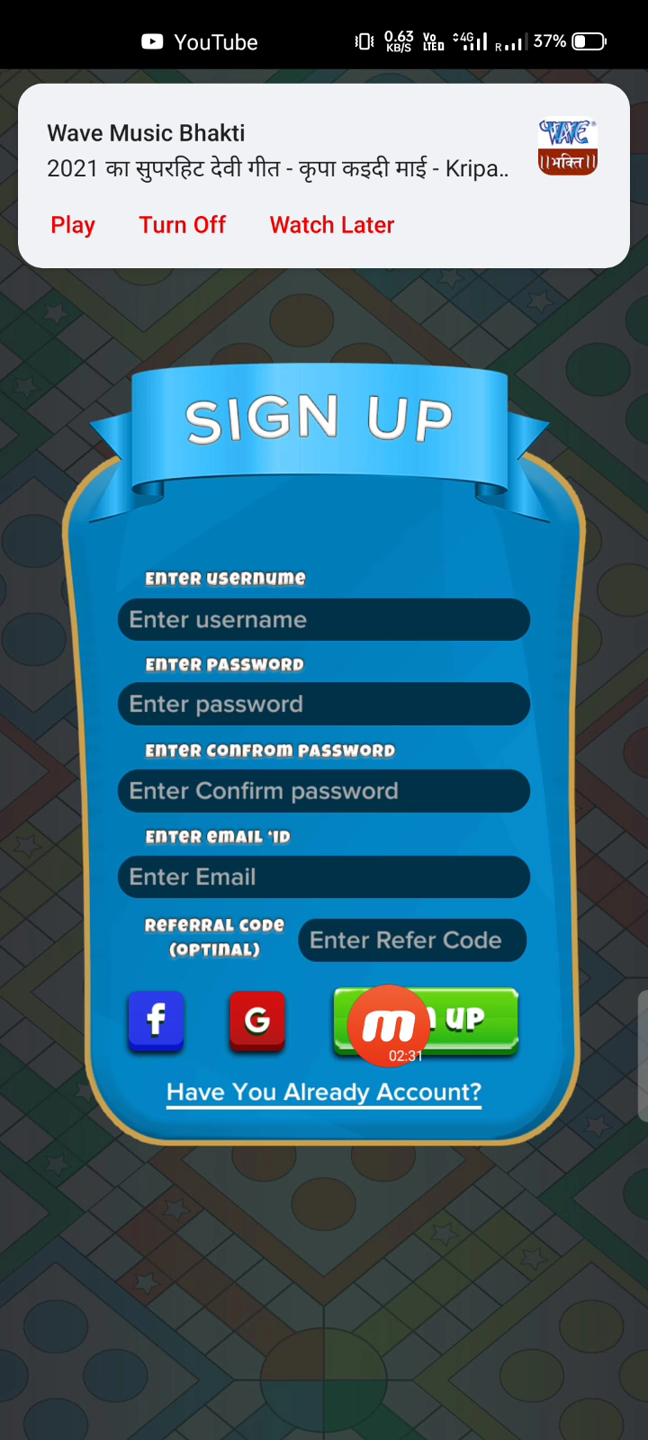 YouTube
0.63 KB/S
Vo LTED
4G
R
37%
Wave Music Bhakti
2021 का सुपरहिट देवी गीत - कृपा कइदी माई - Kripa..
WAVE
॥भक्ति॥
Play Turn Off Watch Later
SIGN UP
Enter usernume
Enter username
Enter password
Enter password
Enter confrom password
Enter Confirm password
Enter email 'ID
Enter Email
Referral code
(optinal)
Enter Refer Code
f
G
m
up
02:31
Have You Already Account?